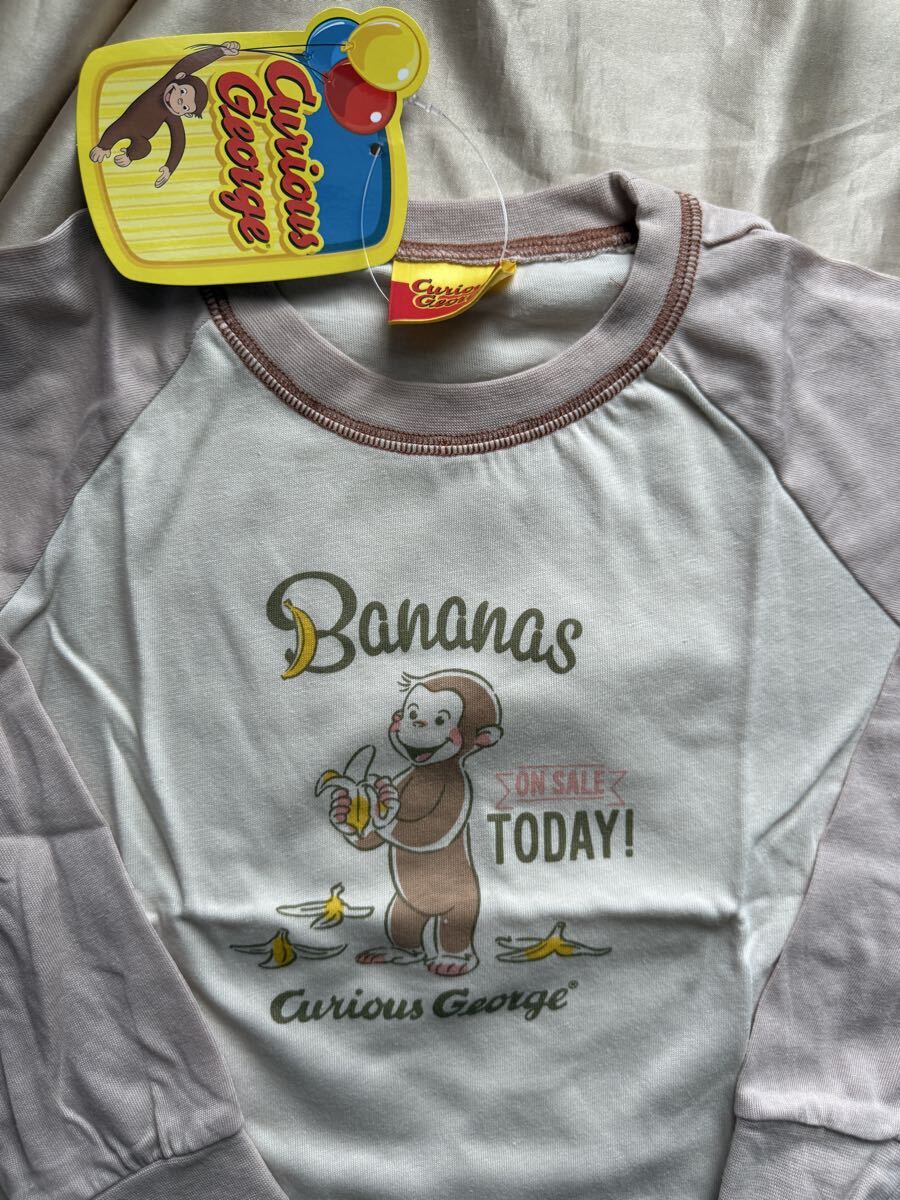 Curious
George
Curious
George
Bananas
ON SALE
TODAY!
Curious George®